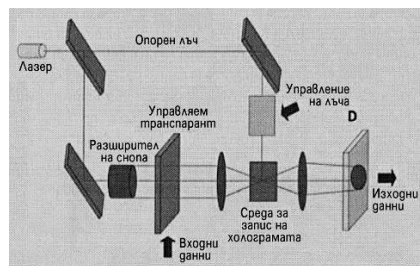 Опорен лъч
Лазер
Управление
на лъча
Управляем
транспарант
D
Разширител
на снопа
Изходни
данни
Среда за
запис на
холограмата
Входни
данни